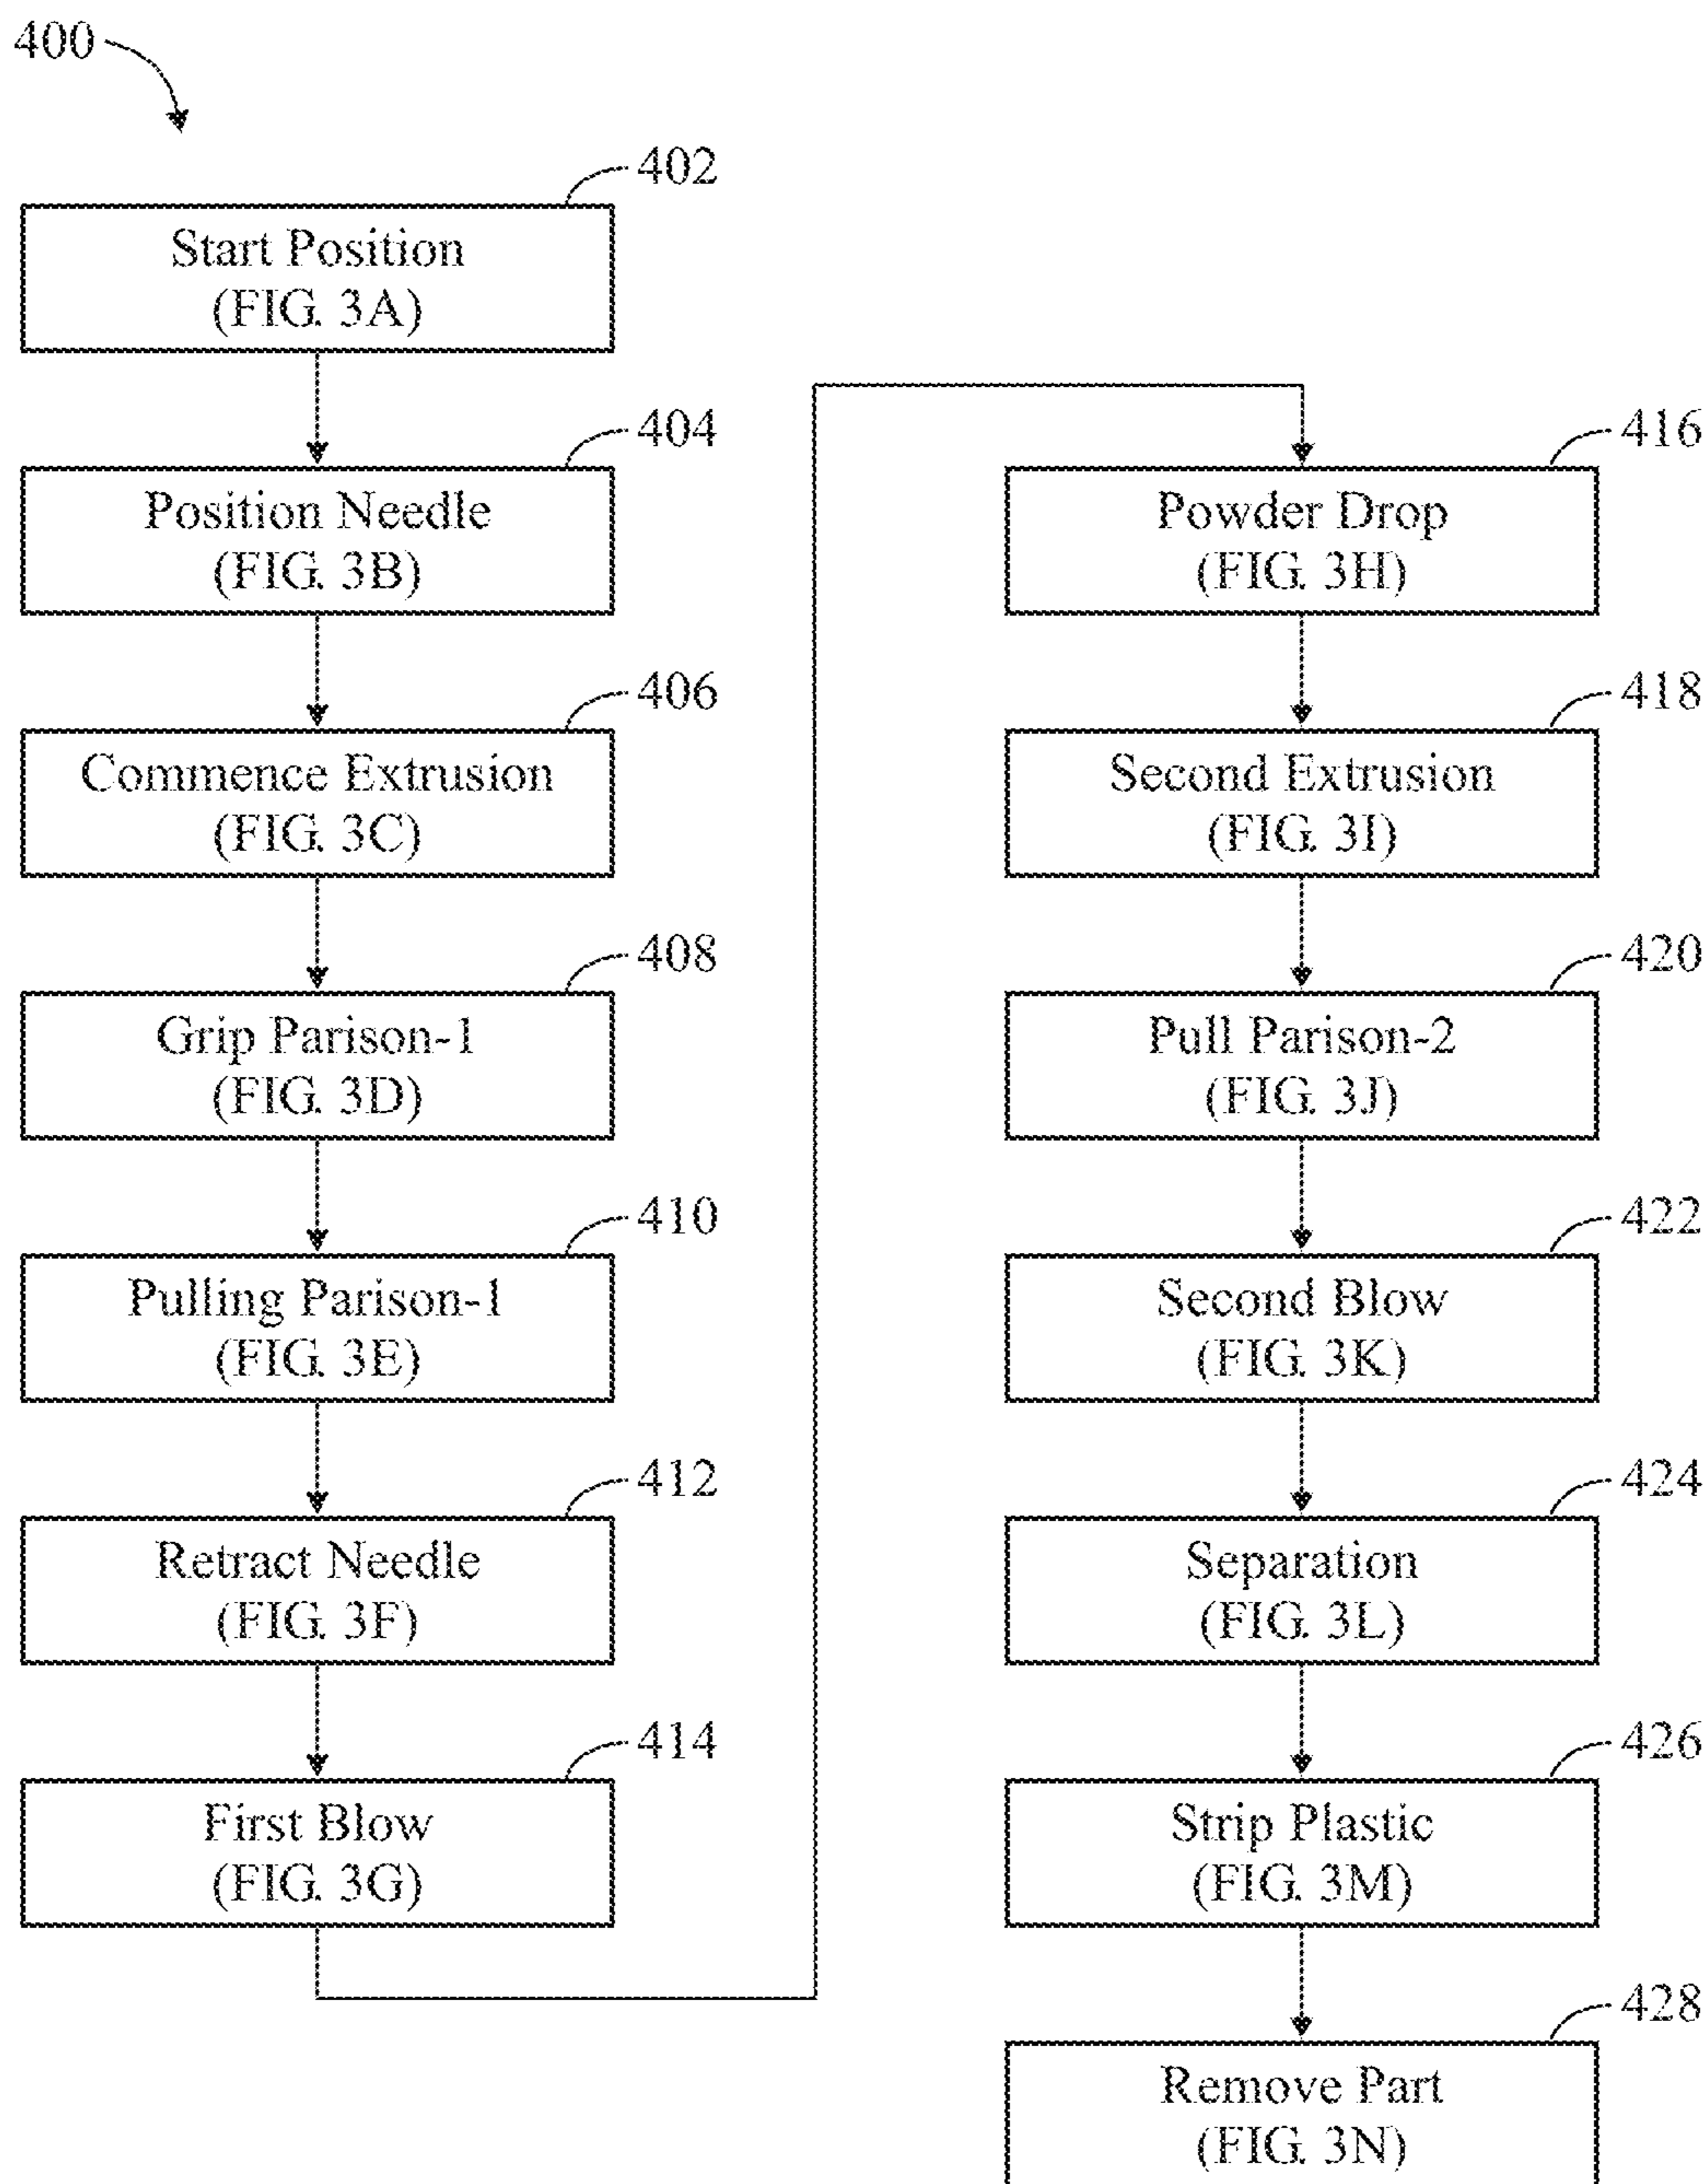 400
402
Start Position
(FIG. 3A)
404
Position Needle
(FIG. 3B)
406
Commence Extrusion
(FIG. 3C)
408
Grip Parison-1
(FIG. 3D)
410
Pulling Parison-1
(FIG. 3E)
412
Retract Needle
(FIG. 3F)
414
First Blow
(FIG. 3G)
416
Powder Drop
(FIG. 3H)
418
Second Extrusion
(FIG. 3I)
420
Pull Parison-2
(FIG. 3J)
422
Second Blow
(FIG. 3K)
424
Separation
(FIG. 3L)
426
Strip Plastic
(FIG. 3M)
428
Remove Part
(FIG. 3N)